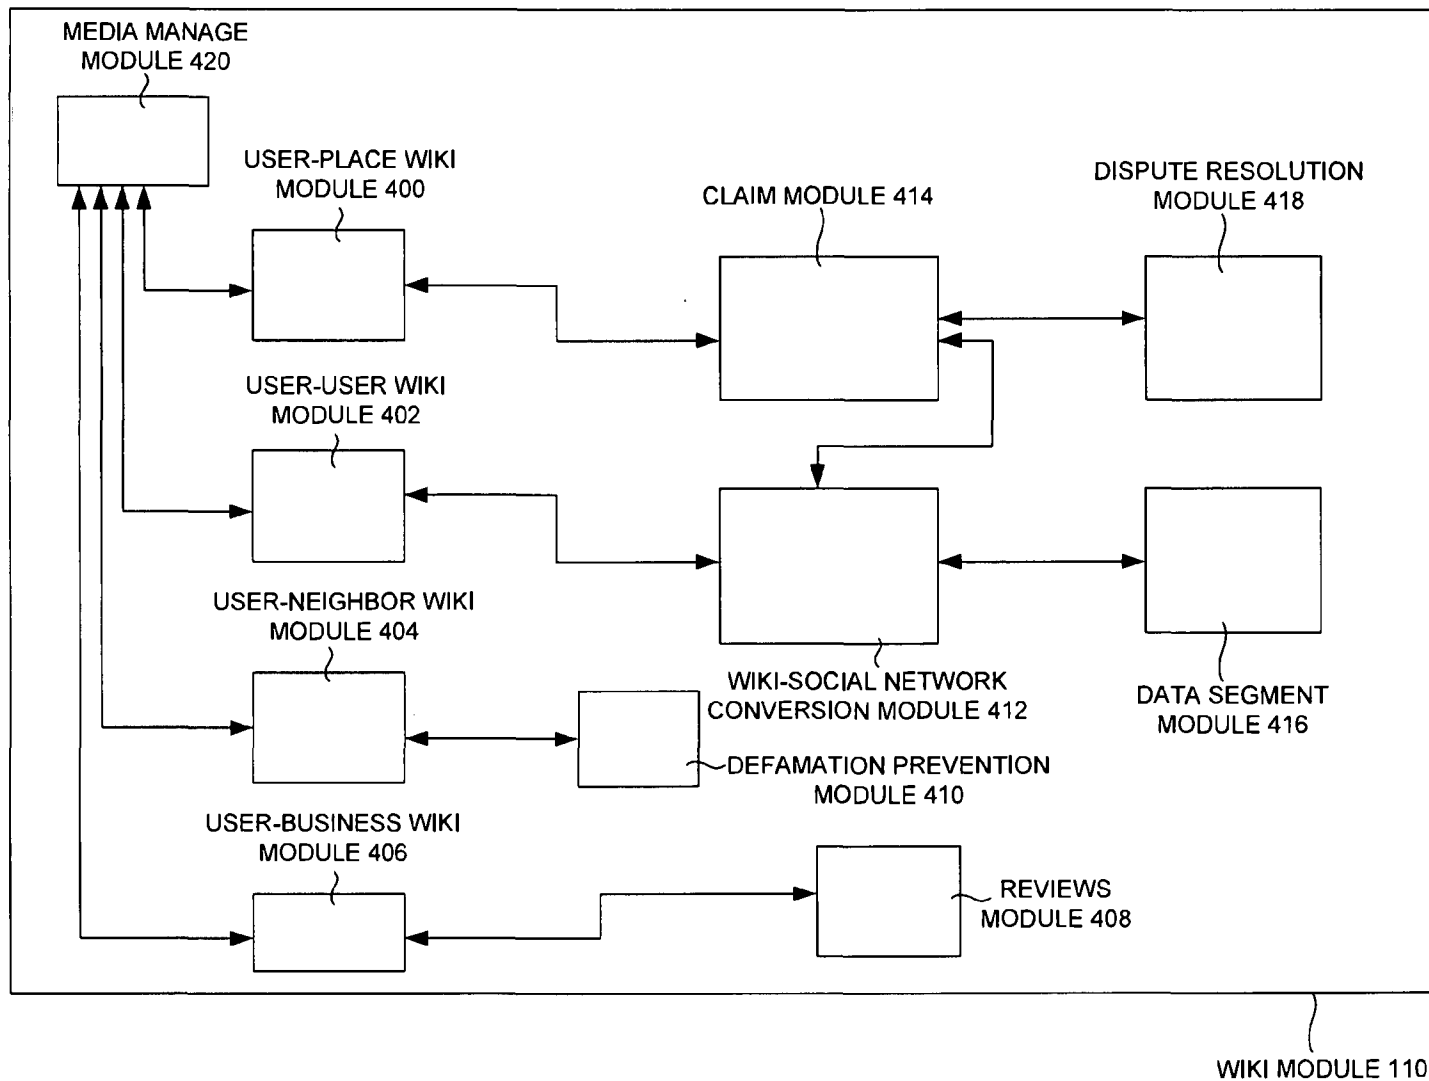 MEDIA MANAGE
MODULE 420
USER-PLACE WIKI
MODULE 400
CLAIM MODULE 414
DISPUTE RESOLUTION
MODULE 418
USER-USER WIKI
MODULE 402
USER-NEIGHBOR WIKI
MODULE 404
WIKI-SOCIAL NETWORK
CONVERSION MODULE 412
DATA SEGMENT
MODULE 416
DEFAMATION PREVENTION
MODULE 410
USER-BUSINESS WIKI
MODULE 406
REVIEWS
MODULE 408
WIKI MODULE 110